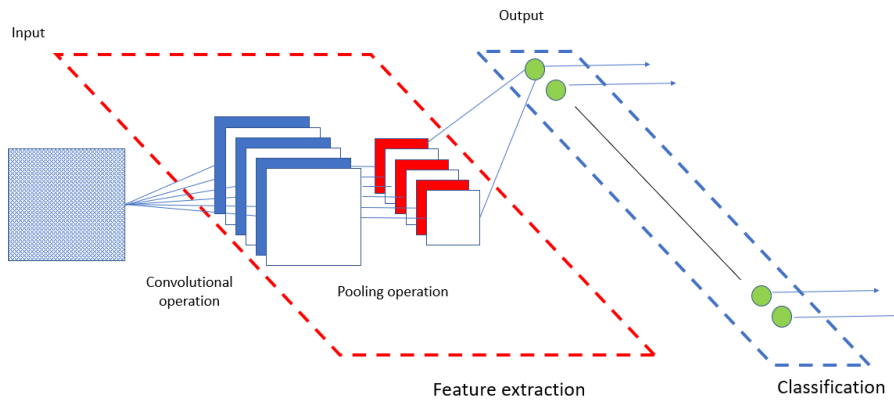 Output
Input
Convolutional
operation
Pooling operation
Feature extraction
Classification